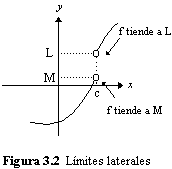 y
f tiende a L
L
M
x
c
f tiende a M
Figura 3.2 Límites laterales